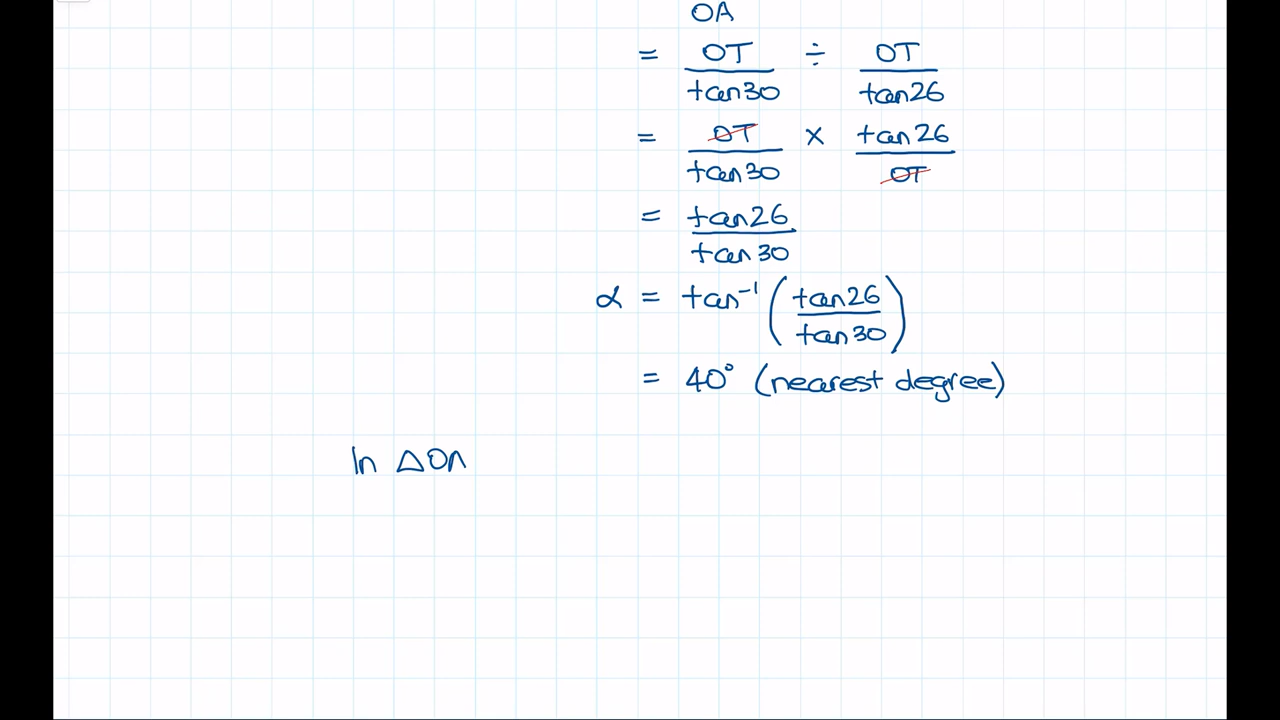 OA
= OT/tan30 ÷ OT/tan26
= OT/tan30 × tan26/OT
= tan26/tan30
α = tan⁻¹ (tan26/tan30)
= 40° (nearest degree)
In △OA